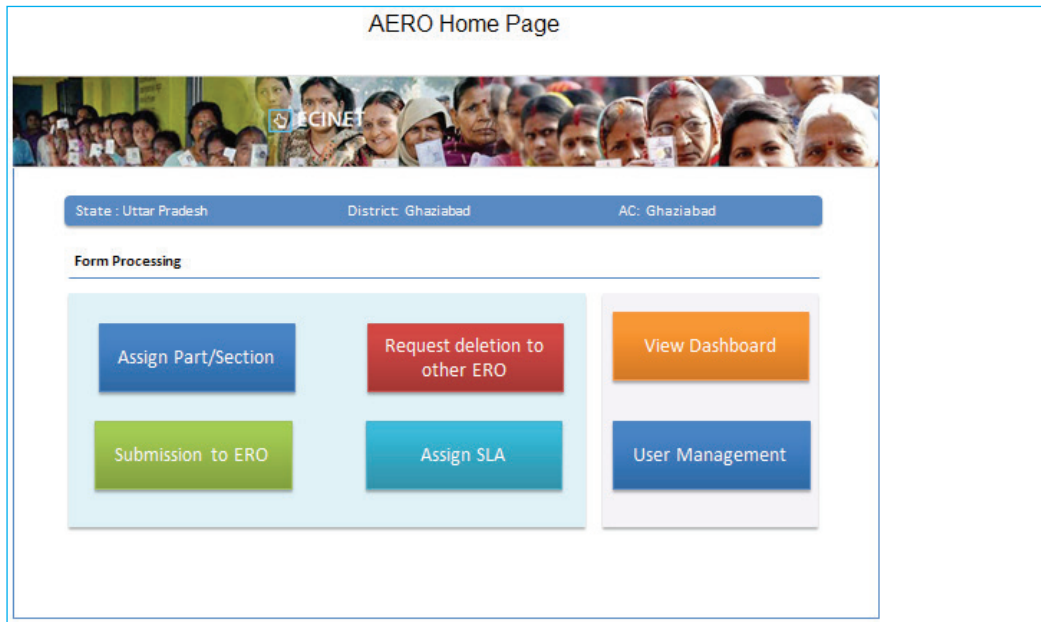 AERO Home Page
ECINET
State : Uttar Pradesh District: Ghaziabad AC: Ghaziabad
Form Processing
Assign Part/Section
Request deletion to
other ERO
View Dashboard
Submission to ERO
Assign SLA
User Management